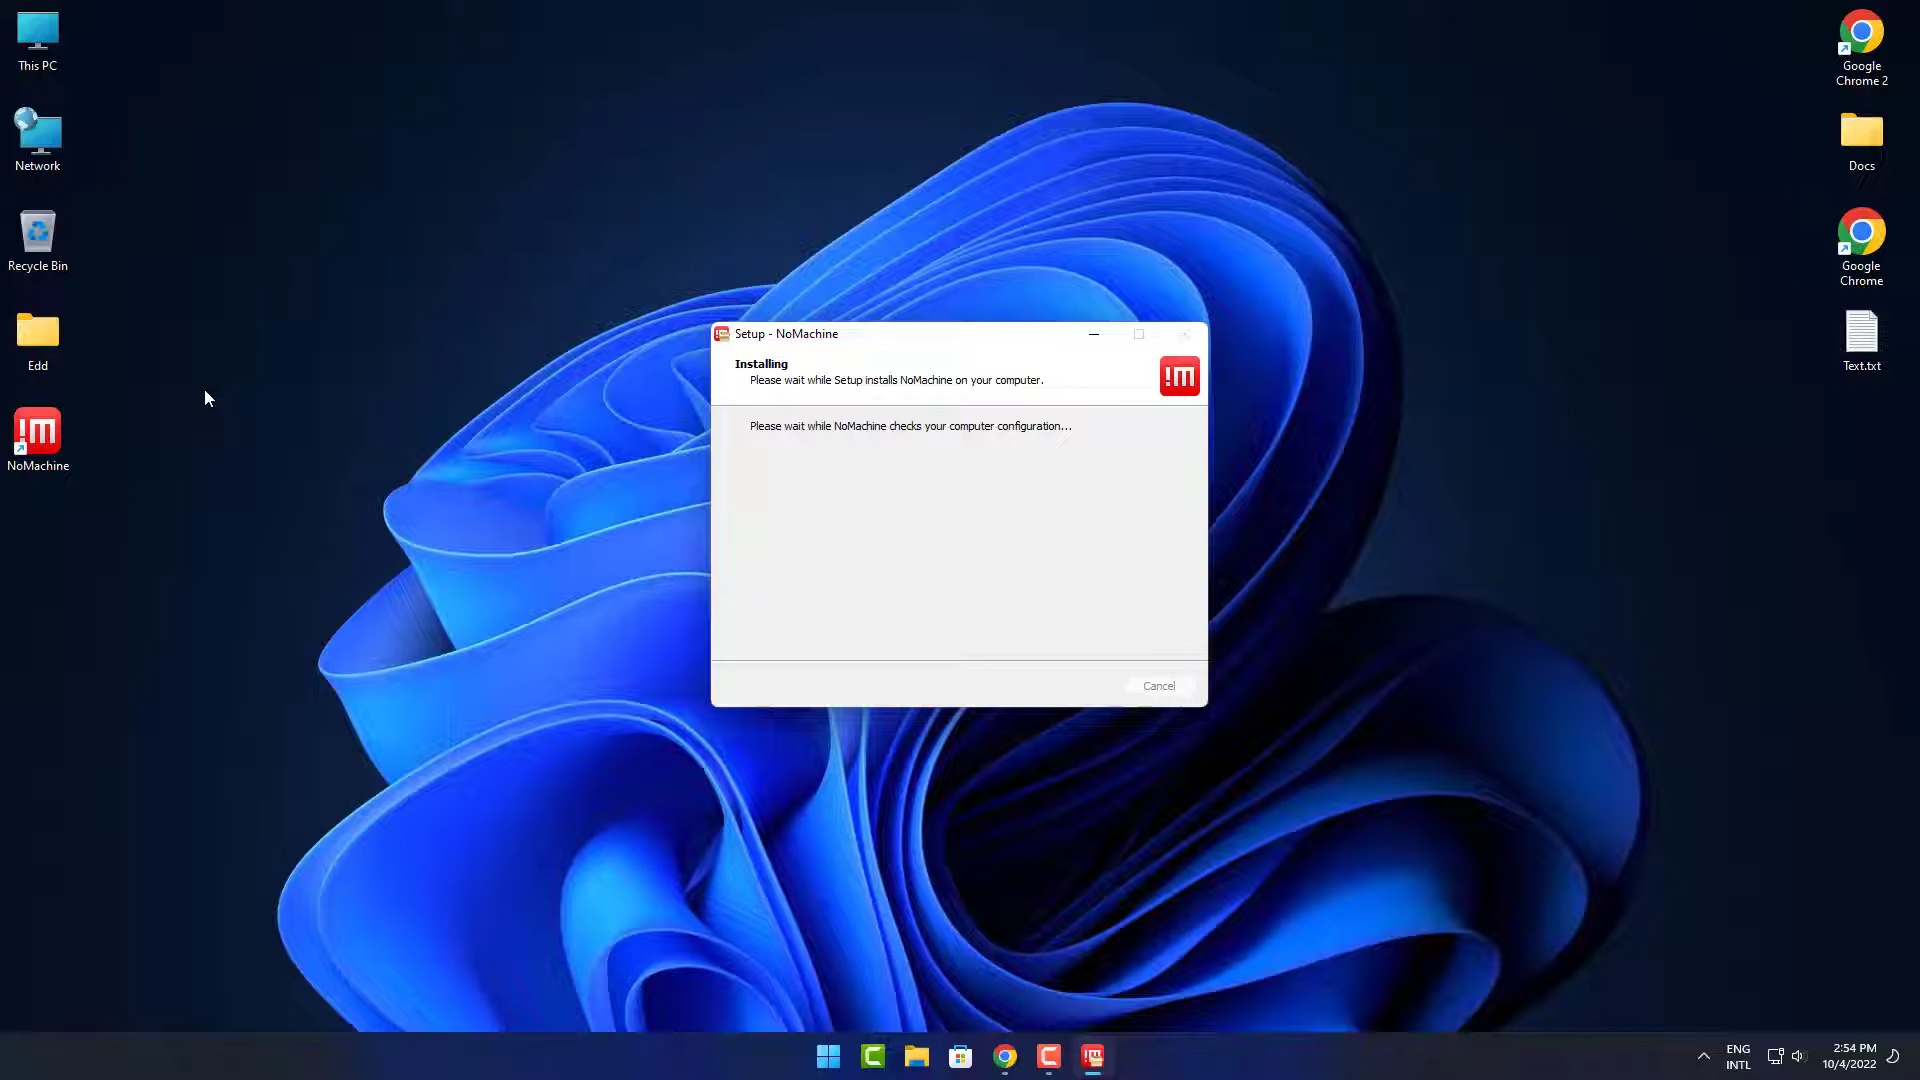 This PC
Network
Recycle Bin
Edd
NoMachine
Setup - NoMachine
Installing
Please wait while Setup installs NoMachine on your computer.
Please wait while NoMachine checks your computer configuration...
Cancel
Google
Chrome 2
Docs
Google
Chrome
Text.txt
ENG
INTL
2:54 PM
10/4/2022